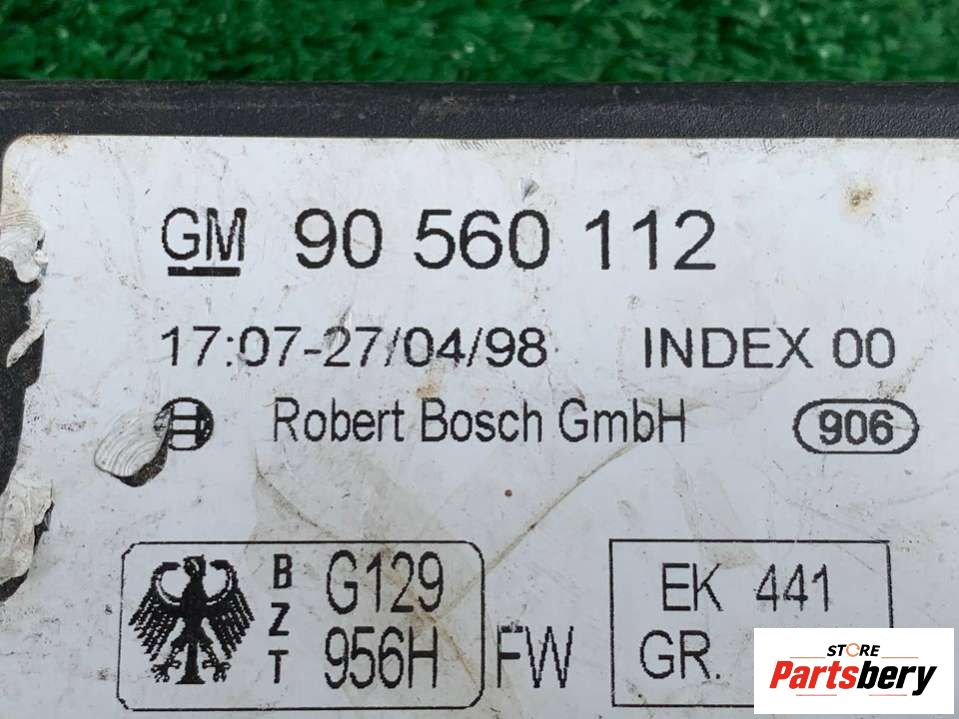 GM 90 560 112
17:07-27/04/98 INDEX 00
Robert Bosch GmbH 906
BZT G129
956H FW
EK 441
GR.
STORE
Partsbery